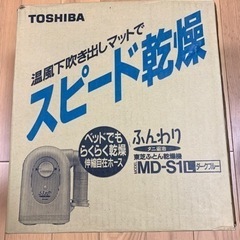 TOSHIBA
温風下吹き出しマットで
スピード乾燥
ベッドでも
らくらく乾燥
伸縮自在ホース
ふんわり
ダニ退治
東芝ふとん乾燥機
MD-S1 L ダークブルー